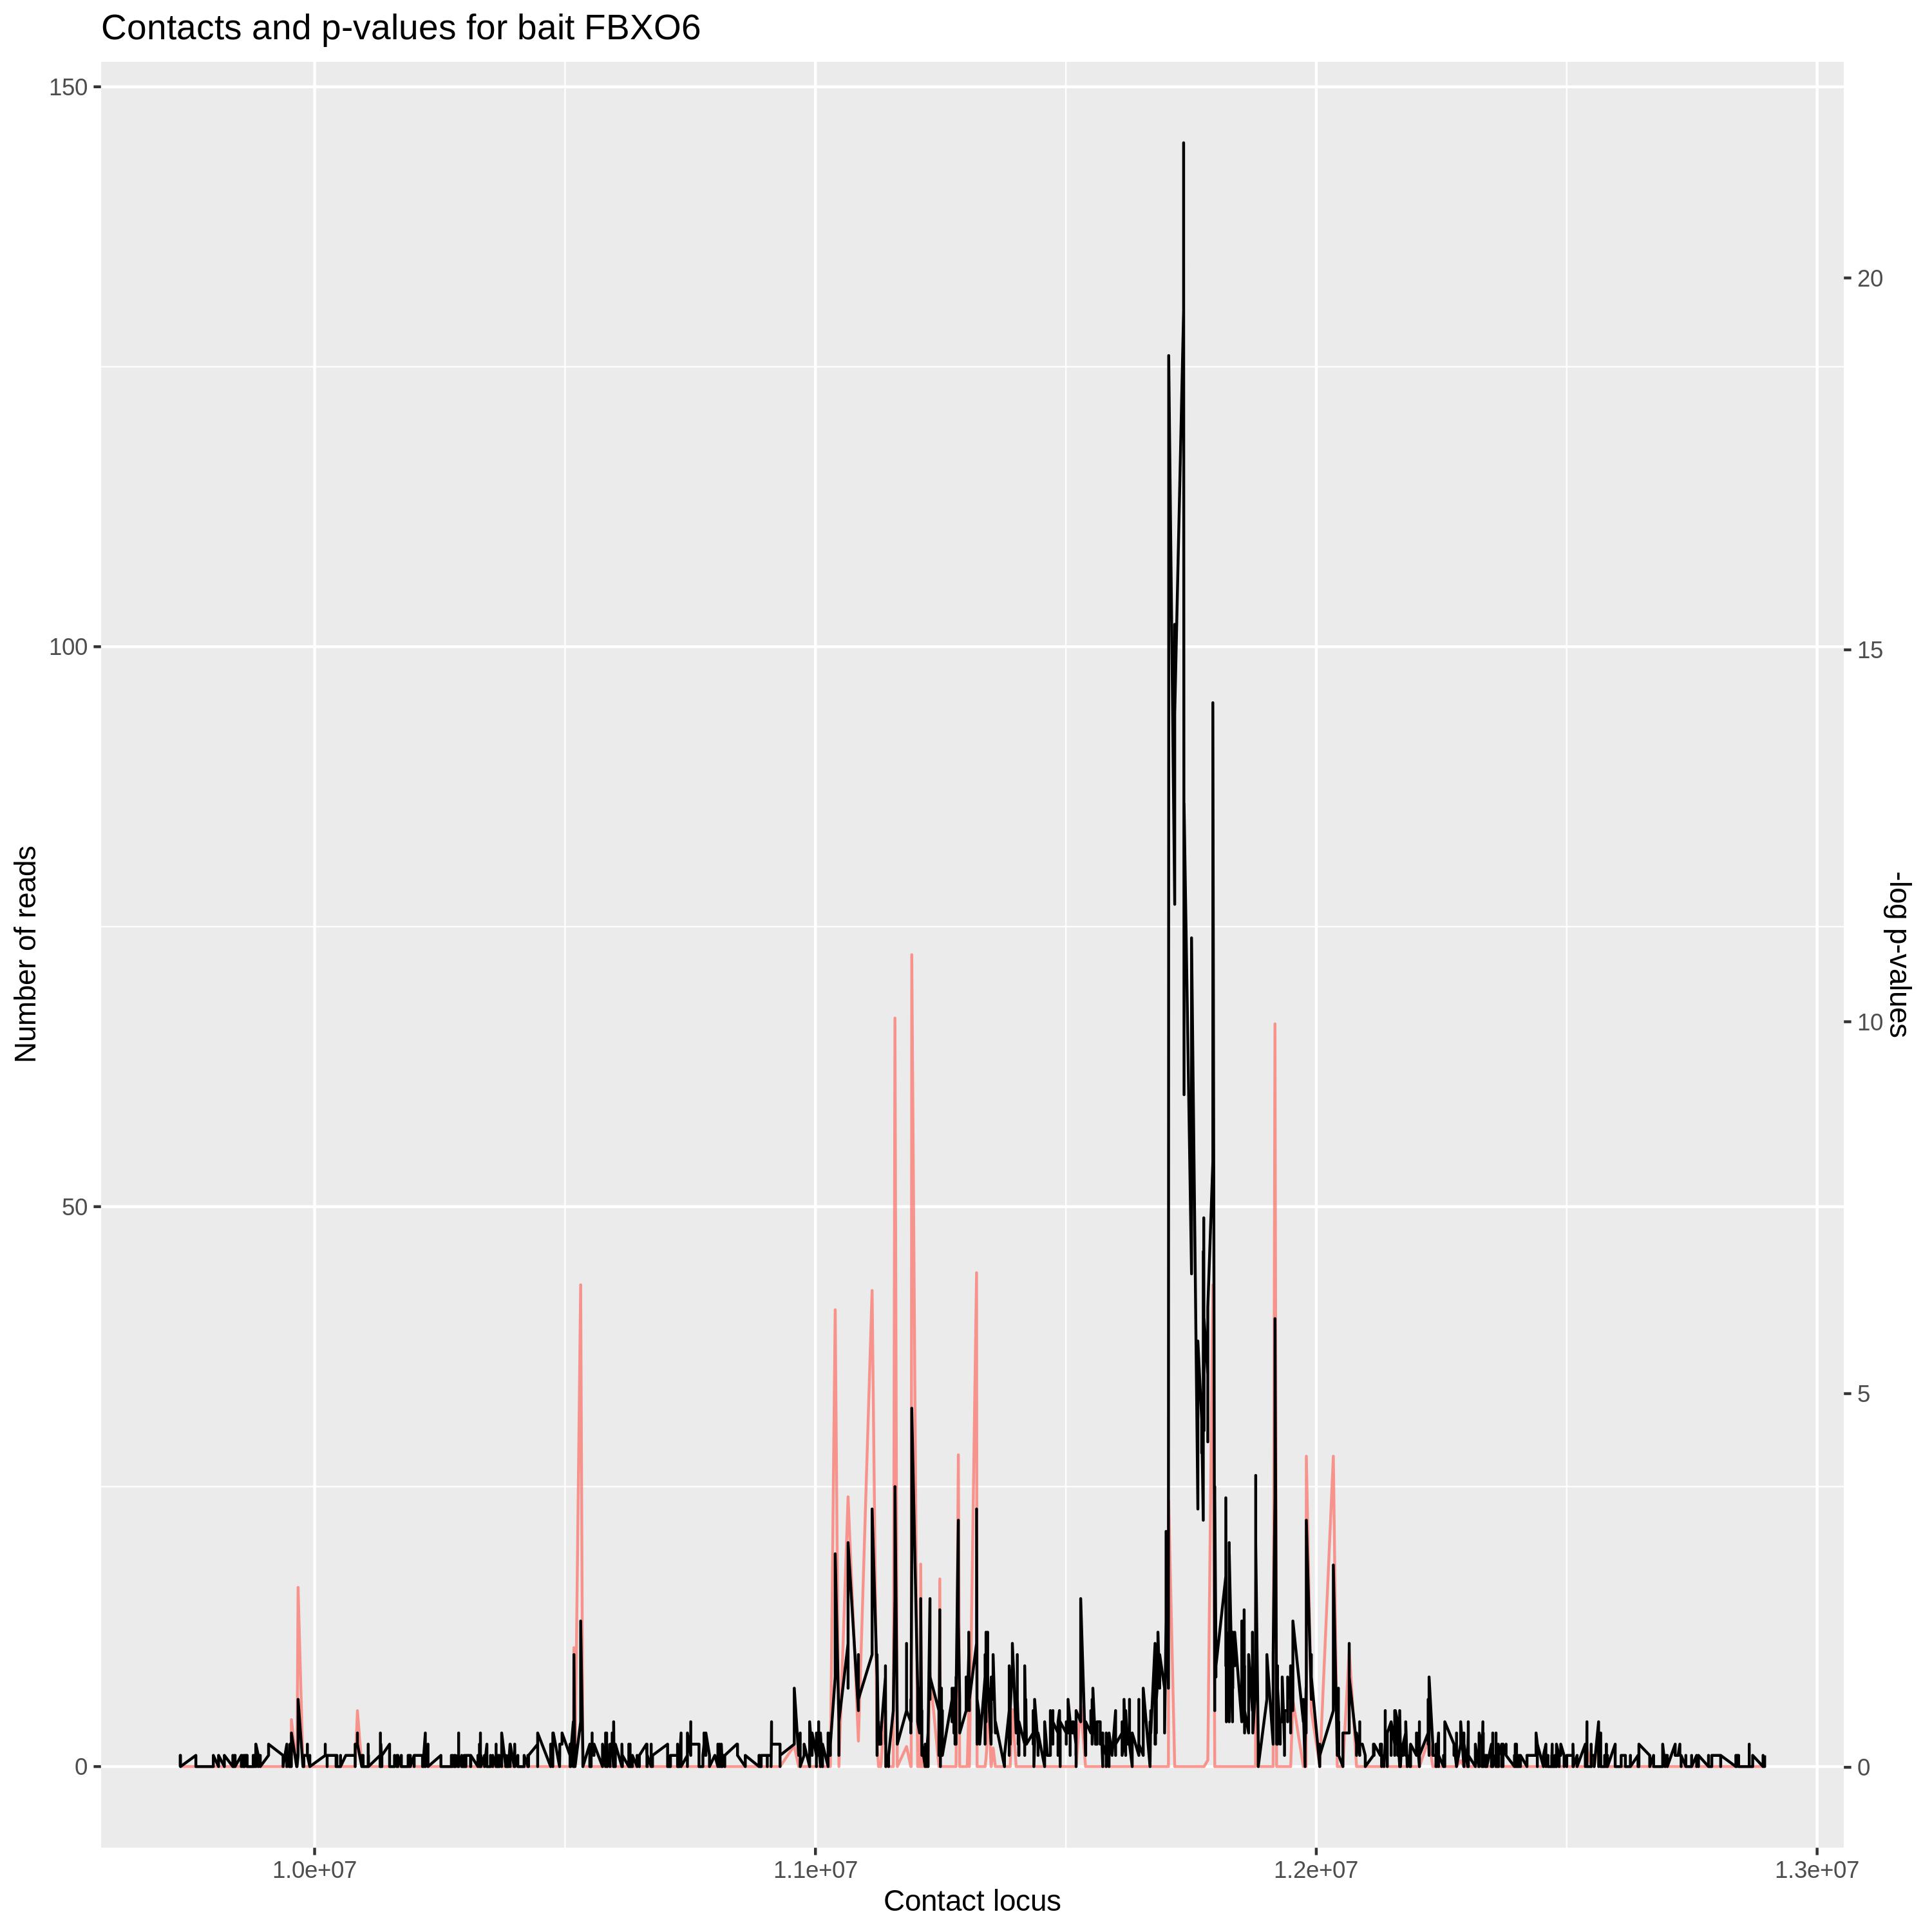 Contacts and p-values for bait FBXO6
150
100
50
0
20
15
10
5
0
Number of reads
-log p-values
1.0e+07
1.1e+07
1.2e+07
1.3e+07
Contact locus